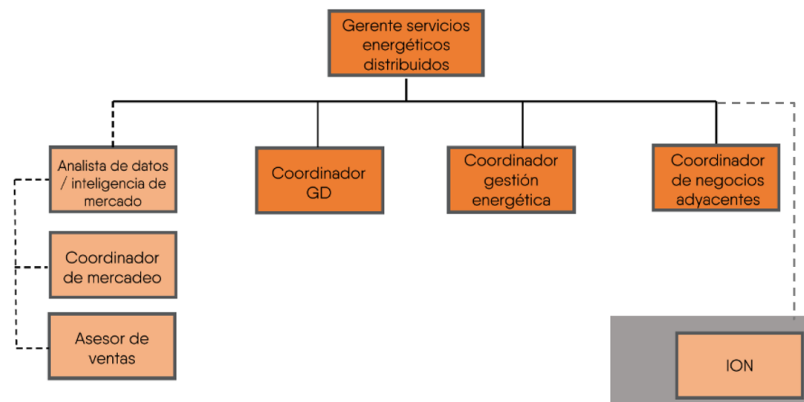 Gerente servicios
energéticos
distribuidos
Analista de datos
/ inteligencia de
mercado
Coordinador
GD
Coordinador
gestión
energética
Coordinador
de negocios
adyacentes
Coordinador
de mercadeo
Asesor de
ventas
ION